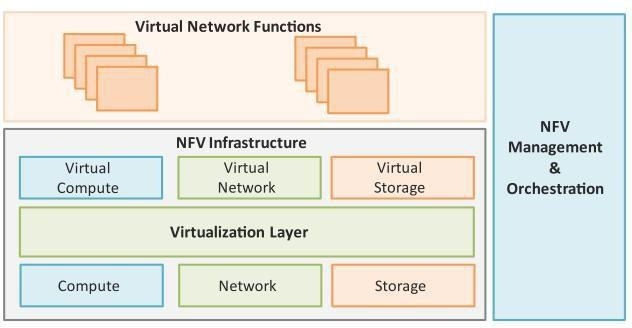 Virtual Network Functions
NFV Infrastructure
Virtual
Compute
Virtual
Network
Virtual
Storage
Virtualization Layer
Compute
Network
Storage
NFV
Management
&
Orchestration